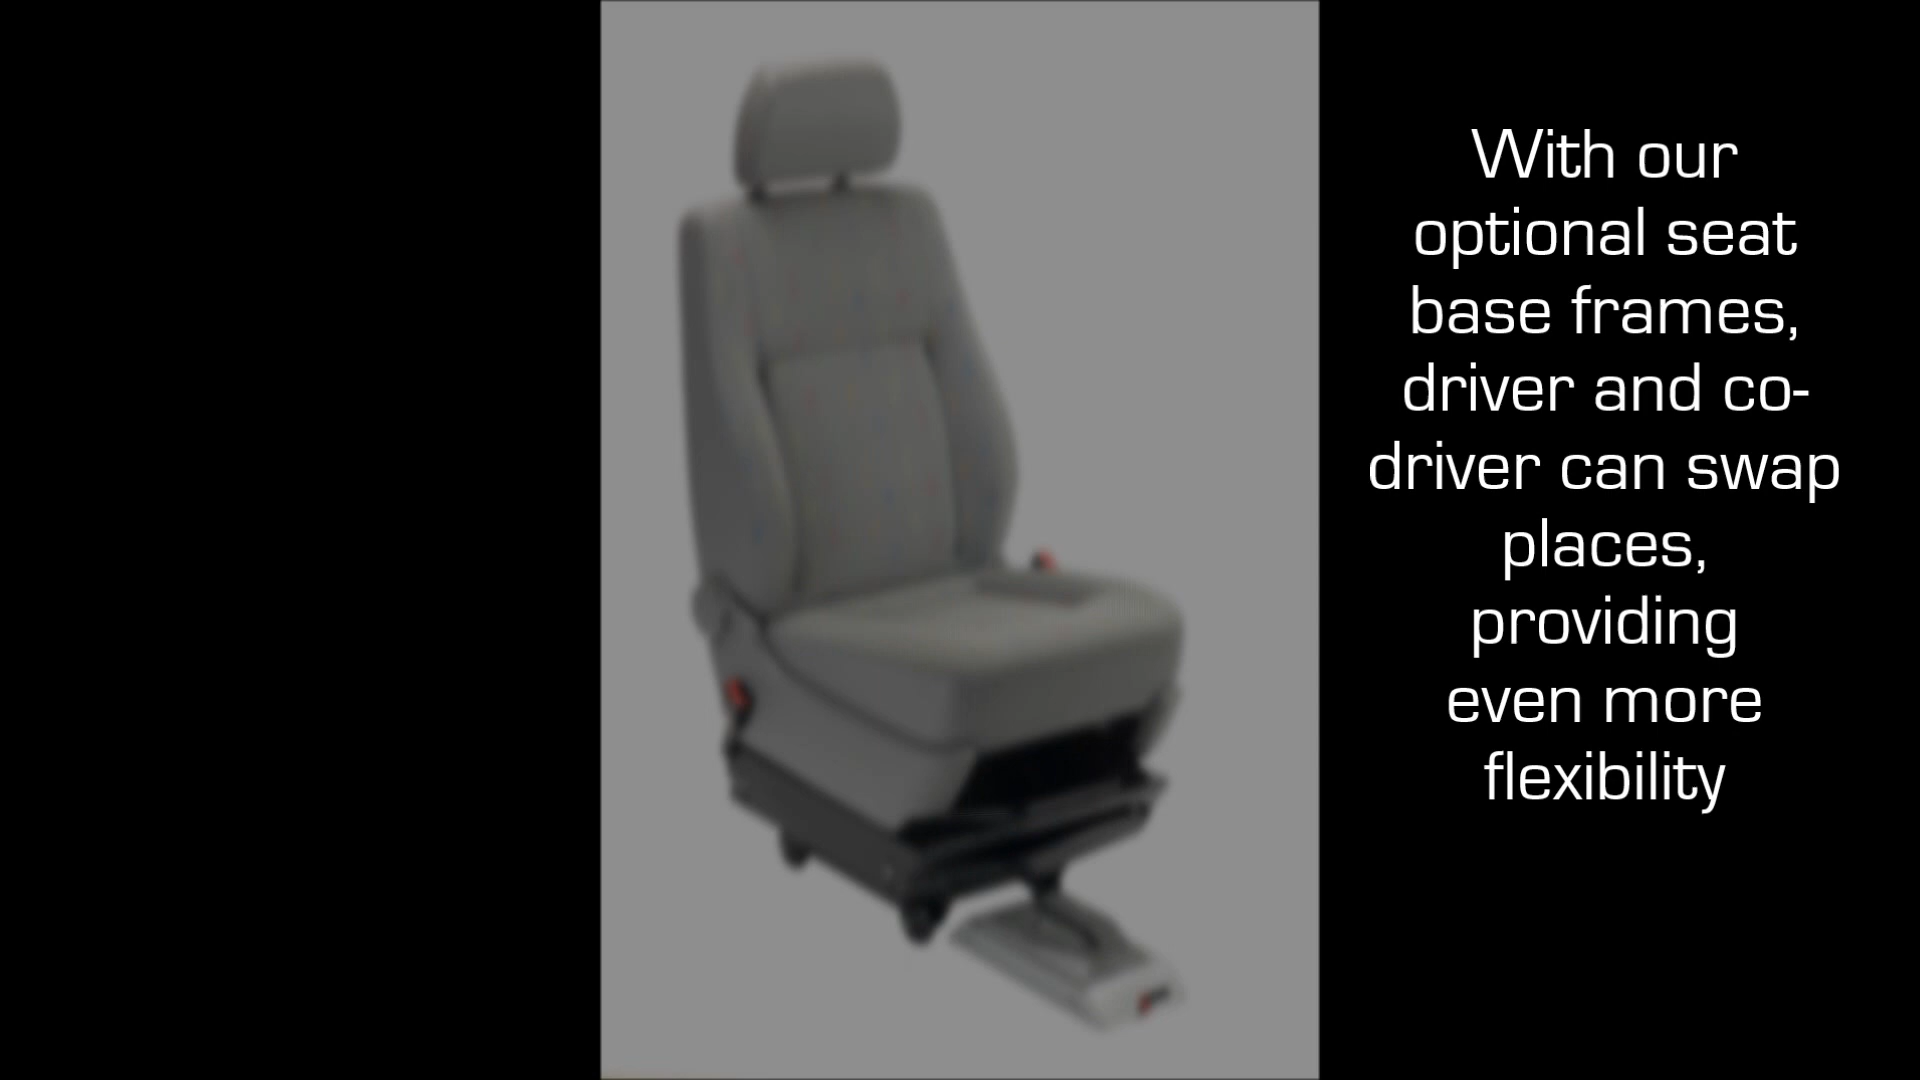 With our
optional seat
base frames,
driver and co-
driver can swap
places,
providing
even more
flexibility